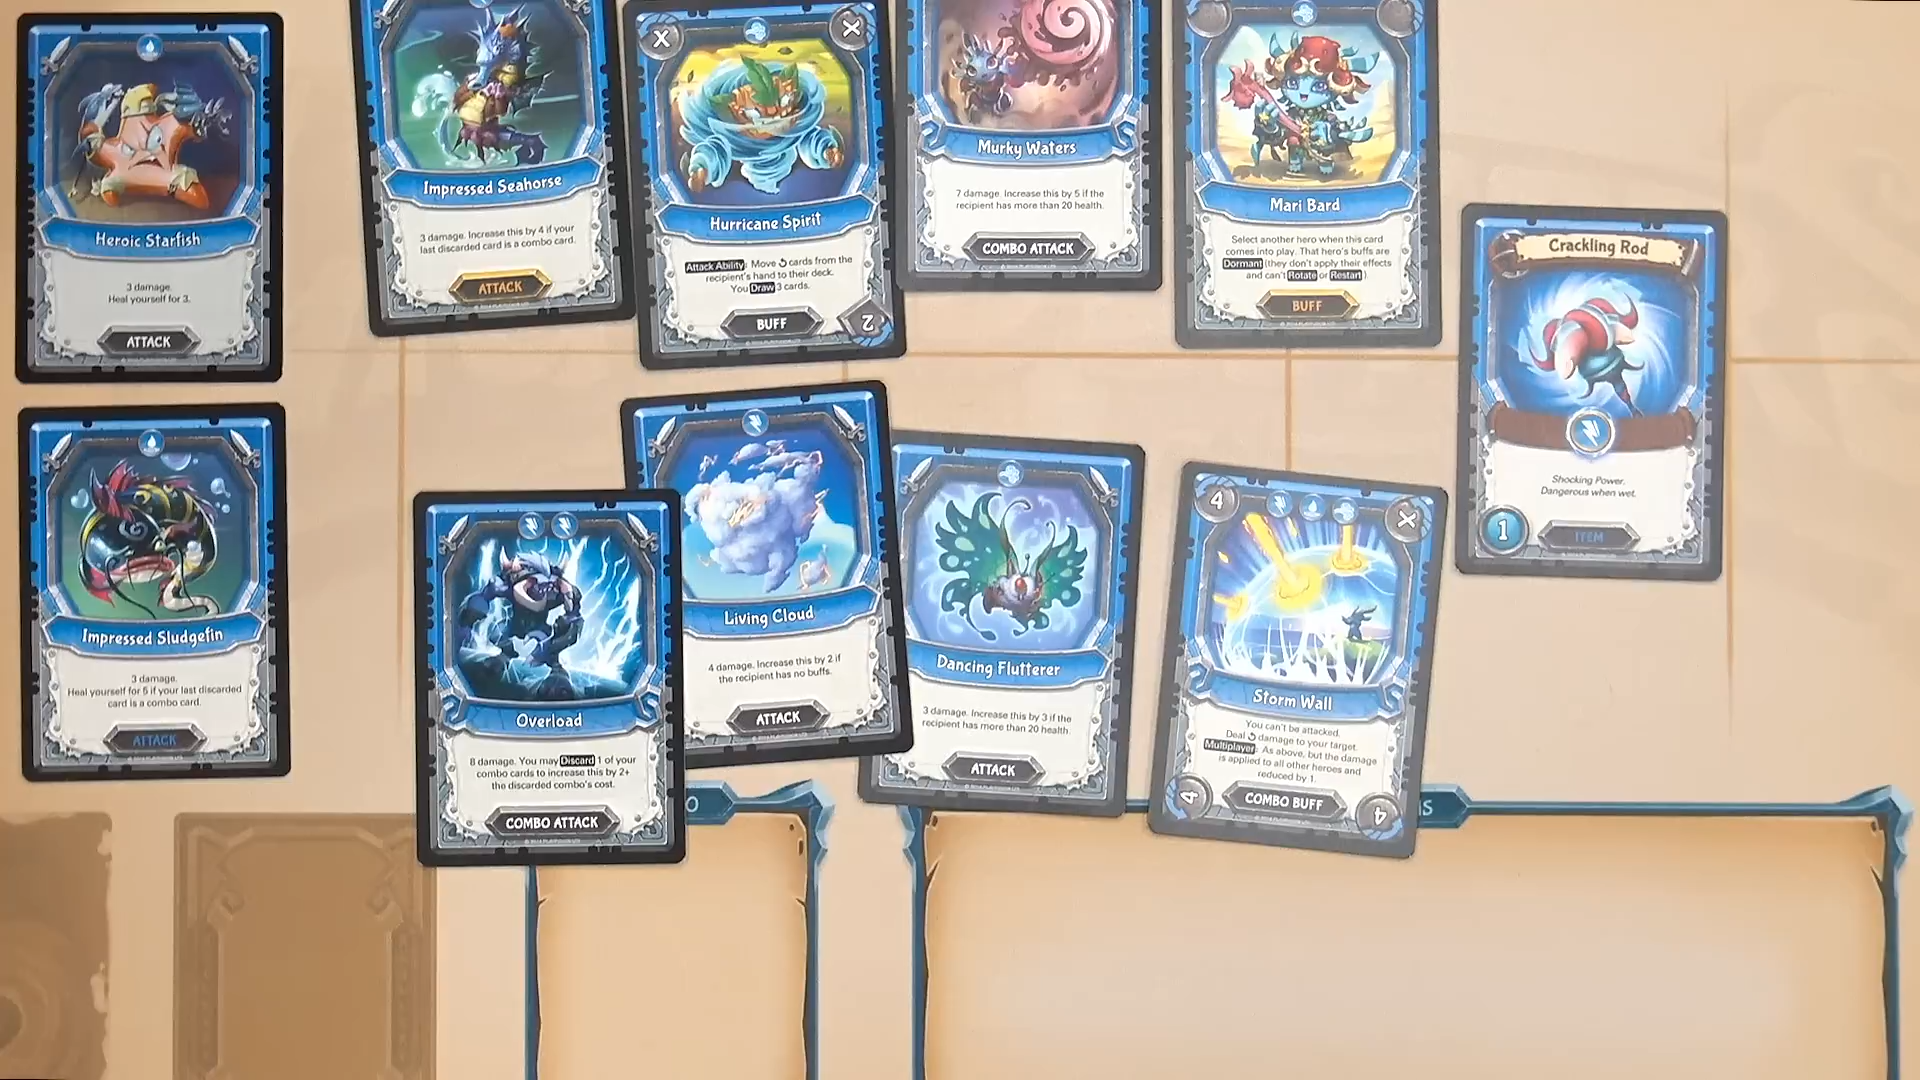 Heroic Starfish
3 damage.
Heal yourself for 3.
ATTACK
Impressed Seahorse
3 damage. Increase this by 4 if your
last discarded card is a combo card.
ATTACK
X
X
Hurricane Spirit
Attack Ability: Move cards from the
recipient's hand to their deck.
You Draw 3 cards.
BUFF
2
Murky Waters
7 damage. Increase this by 5 if the
recipient has more than 20 health.
COMBO ATTACK
Mari Bard
Select another hero when this card
comes into play. That hero's buffs are
Dormant (they don't apply their effects
and can't Rotate or Restart).
BUFF
Crackling Rod
Shocking Power.
Dangerous when wet.
1
ITEM
Impressed Sludgefin
3 damage.
Heal yourself for 5 if your last discarded
card is a combo card.
ATTACK
Overload
8 damage. You may Discard 1 of your
combo cards to increase this by 2+
the discarded combo's cost.
COMBO ATTACK
Living Cloud
4 damage. Increase this by 2 if
the recipient has no buffs.
ATTACK
Dancing Flutterer
3 damage. Increase this by 3 if the
recipient has more than 20 health.
ATTACK
4
X
Storm Wall
You can't be attacked.
Deal damage to your target.
Multiplayer: As above, but the damage
is applied to all other heroes and
reduced by 1.
4
COMBO BUFF
4
O
S